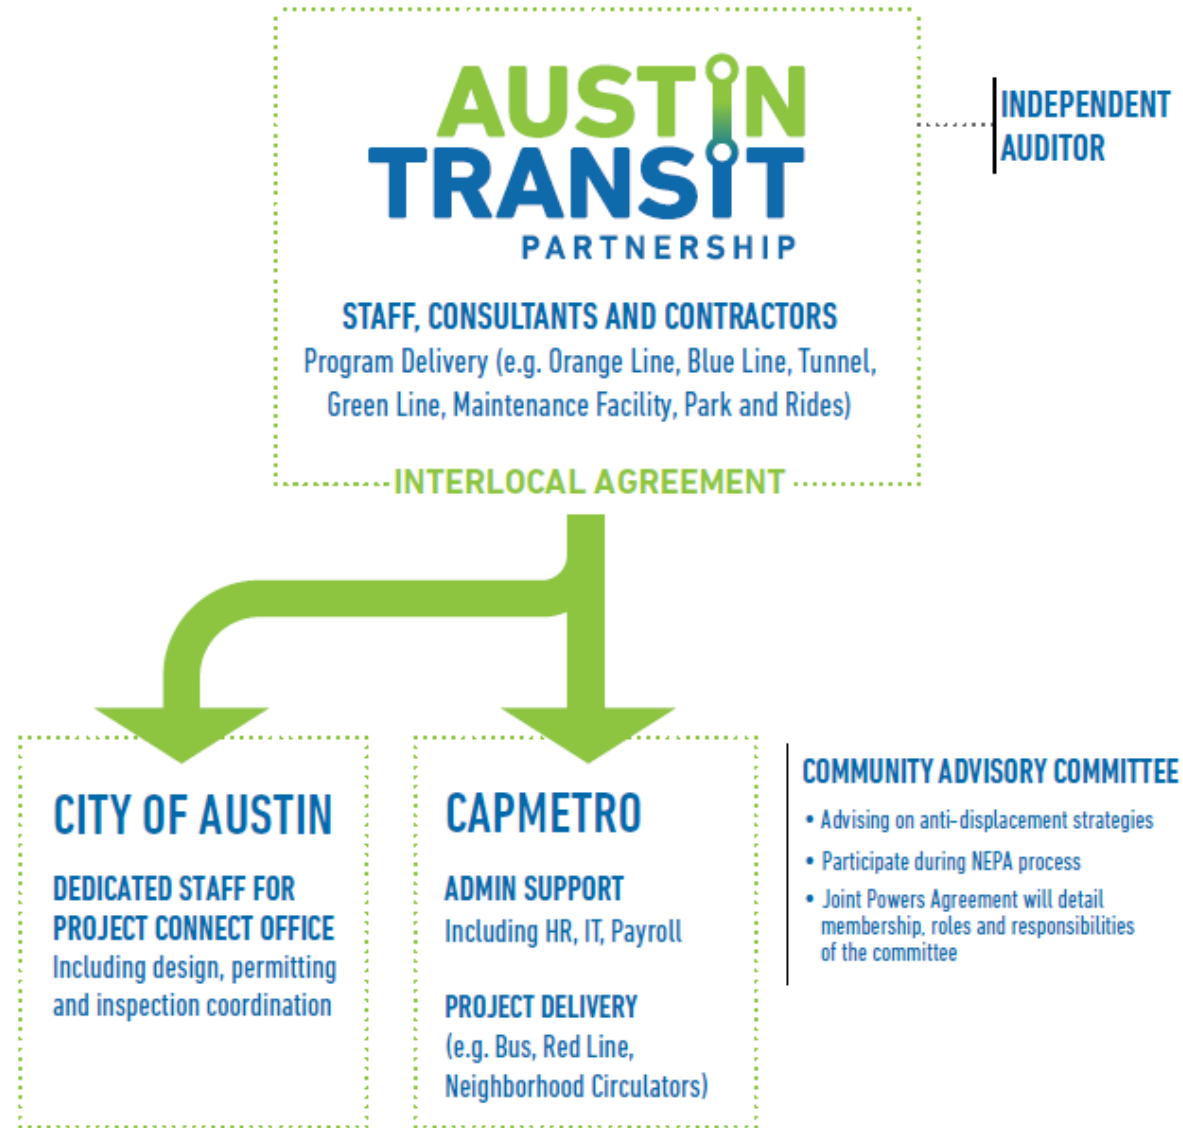 AUSTIN
TRANSIT
PARTNERSHIP
INDEPENDENT
AUDITOR
STAFF, CONSULTANTS AND CONTRACTORS
Program Delivery (e.g. Orange Line, Blue Line, Tunnel,
Green Line, Maintenance Facility, Park and Rides)
INTERLOCAL AGREEMENT
CITY OF AUSTIN
DEDICATED STAFF FOR
PROJECT CONNECT OFFICE
Including design, permitting
and inspection coordination
CAPMETRO
ADMIN SUPPORT
Including HR, IT, Payroll
PROJECT DELIVERY
(e.g. Bus, Red Line,
Neighborhood Circulators)
COMMUNITY ADVISORY COMMITTEE
• Advising on anti-displacement strategies
• Participate during NEPA process
• Joint Powers Agreement will detail
membership, roles and responsibilities
of the committee